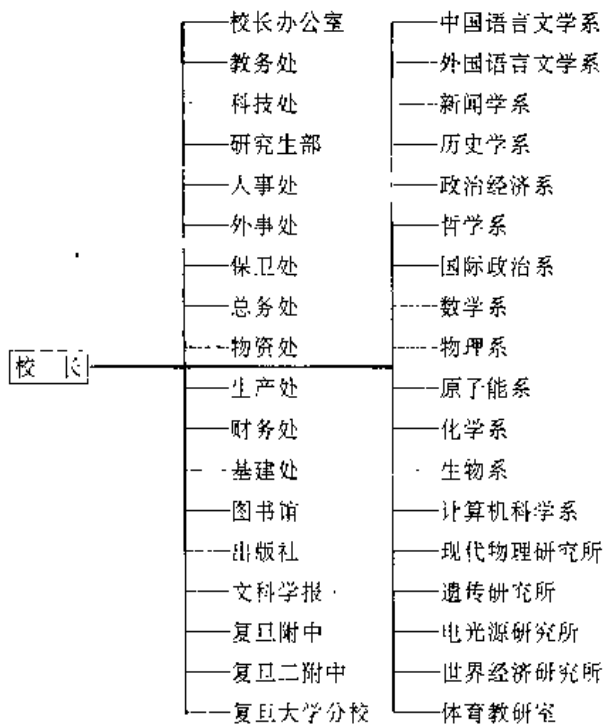 校长办公室
教务处
科技处
研究生部
人事处
外事处
保卫处
总务处
物资处
校 长
生产处
财务处
基建处
图书馆
出版社
文科学报
复旦附中
复旦二附中
复旦大学分校
中国语言文学系
外国语言文学系
新闻学系
历史学系
政治经济系
哲学系
国际政治系
数学系
物理系
原子能系
化学系
生物系
计算机科学系
现代物理研究所
遗传研究所
电光源研究所
世界经济研究所
体育教研室